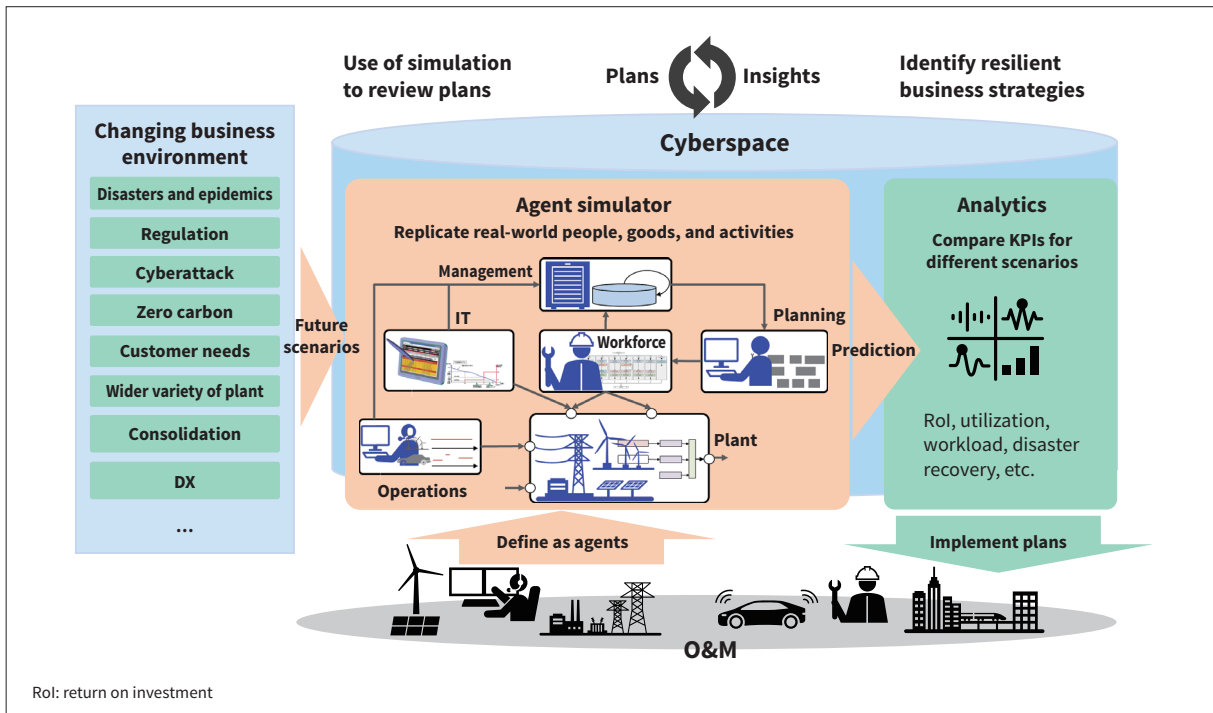 Use of simulation
to review plans
Plans
Insights
Identify resilient
business strategies
Changing business
environment
Disasters and epidemics
Regulation
Cyberattack
Zero carbon
Customer needs
Wider variety of plant
Consolidation
DX
...
Future
scenarios
Cyberspace
Agent simulator
Replicate real-world people, goods, and activities
Management
IT
Workforce
Planning
Operations
Plant
Prediction
Analytics
Compare KPIs for
different scenarios
RoI, utilization,
workload, disaster
recovery, etc.
Define as agents
Implement plans
O&M
RoI: return on investment